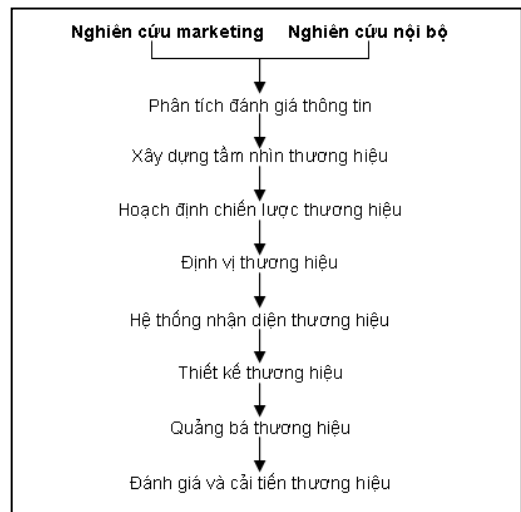 Nghiên cứu marketing Nghiên cứu nội bộ
Phân tích đánh giá thông tin
Xây dựng tầm nhìn thương hiệu
Hoạch định chiến lược thương hiệu
Định vị thương hiệu
Hệ thống nhận diện thương hiệu
Thiết kế thương hiệu
Quảng bá thương hiệu
Đánh giá và cải tiến thương hiệu